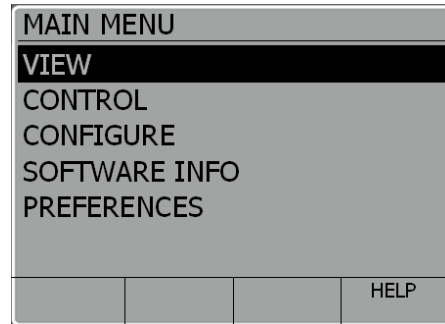 MAIN MENU
VIEW
CONTROL
CONFIGURE
SOFTWARE INFO
PREFERENCES
HELP